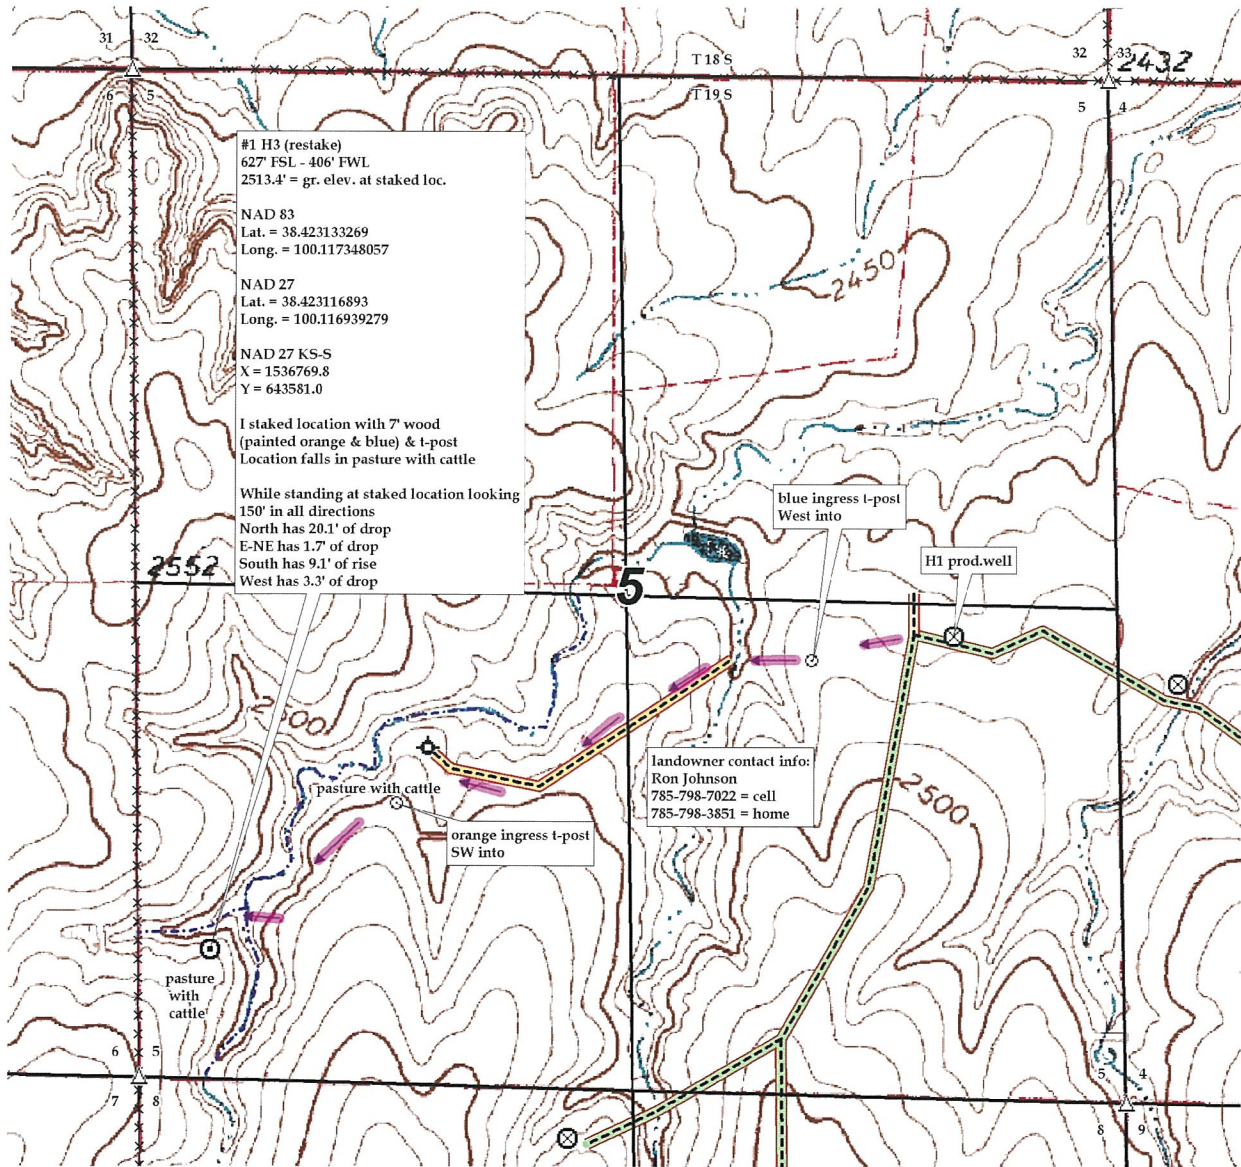 31 32
32 33
2432
T 18 S
T 19 S
6 5
5 4
#1 H3 (restake)
627' FSL - 406' FWL
2513.4' = gr. elev. at staked loc.
NAD 83
Lat. = 38.423133269
Long. = 100.117348057
NAD 27
Lat. = 38.423116893
Long. = 100.116939279
NAD 27 KS-S
X = 1536769.8
Y = 643581.0
I staked location with 7' wood
(painted orange & blue) & t-post
Location falls in pasture with cattle
While standing at staked location looking
150' in all directions
North has 20.1' of drop
E-NE has 1.7' of drop
South has 9.1' of rise
West has 3.3' of drop
2450
blue ingress t-post
West into
H1 prod.well
2552
5
2500
landowner contact info:
Ron Johnson
785-798-7022 = cell
785-798-3851 = home
2500
pasture with cattle
orange ingress t-post
SW into
pasture
with
cattle
6 5
7 8
5 4
8 9